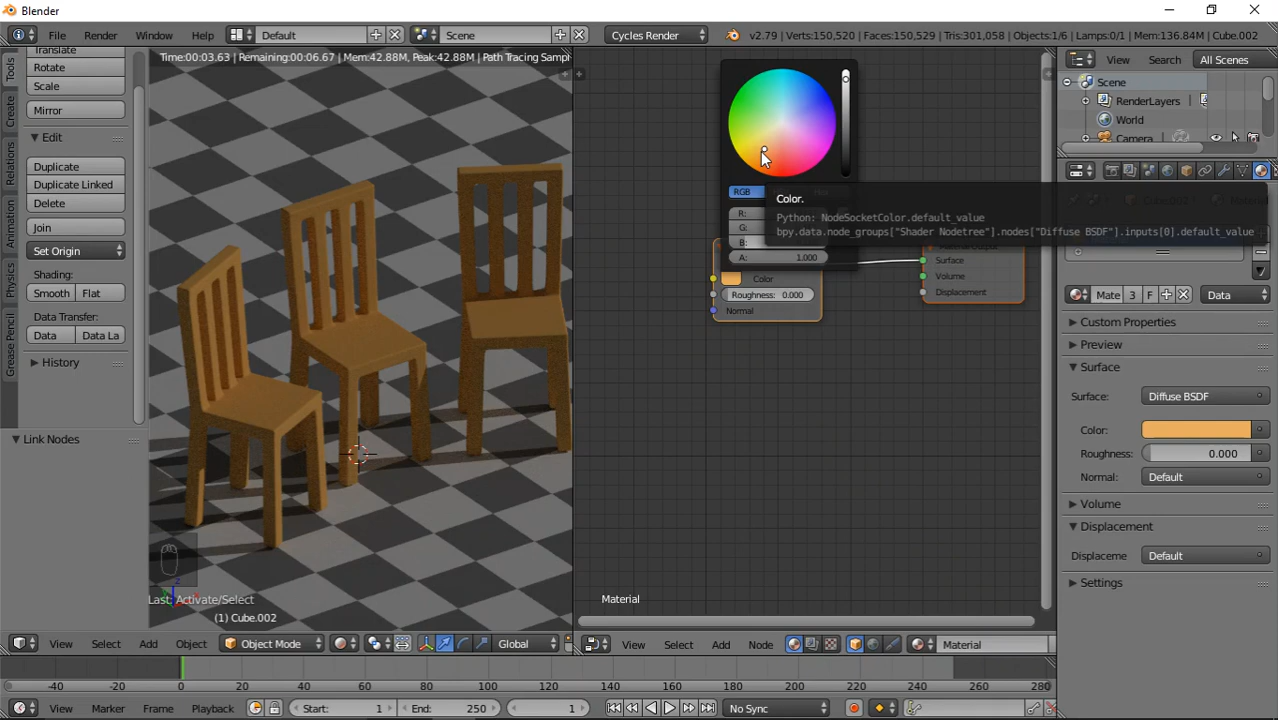 Blender
File Render Window Help Default Scene Cycles Render v2.79 | Verts:150,520 | Faces:150,529 | Tris:301,058 | Objects:1/6 | Lamps:0/1 | Mem:136.84M | Cube.002
Tools
Create
Relations
Animation
Physics
Grease Pencil
Translate
Rotate
Scale
Mirror
Edit
Duplicate
Duplicate Linked
Delete
Join
Set Origin
Shading:
Smooth Flat
Data Transfer:
Data Data La
History
Link Nodes
Time:00:03.63 | Remaining:00:06.67 | Mem:42.88M, Peak:42.88M | Path Tracing Sampl
Last: Activate/Select
(1) Cube.002
RGB
R:
G:
B:
A: 1.000
Color.
Python: NodeSocketColor.default_value
bpy.data.node_groups["Shader Nodetree"].nodes["Diffuse BSDF"].inputs[0].default_value
Color
Roughness: 0.000
Normal
Surface
Volume
Displacement
Material
View Search All Scenes
Scene
RenderLayers
World
Camera
Mate 3 F Data
Custom Properties
Preview
Surface
Surface: Diffuse BSDF
Color:
Roughness: 0.000
Normal: Default
Volume
Displacement
Displaceme Default
Settings
View Select Add Object Object Mode Global
View Select Add Node Material
-40 -20 0 20 40 60 80 100 120 140 160 180 200 220 240 260 280
View Marker Frame Playback Start: 1 End: 250 1 No Sync